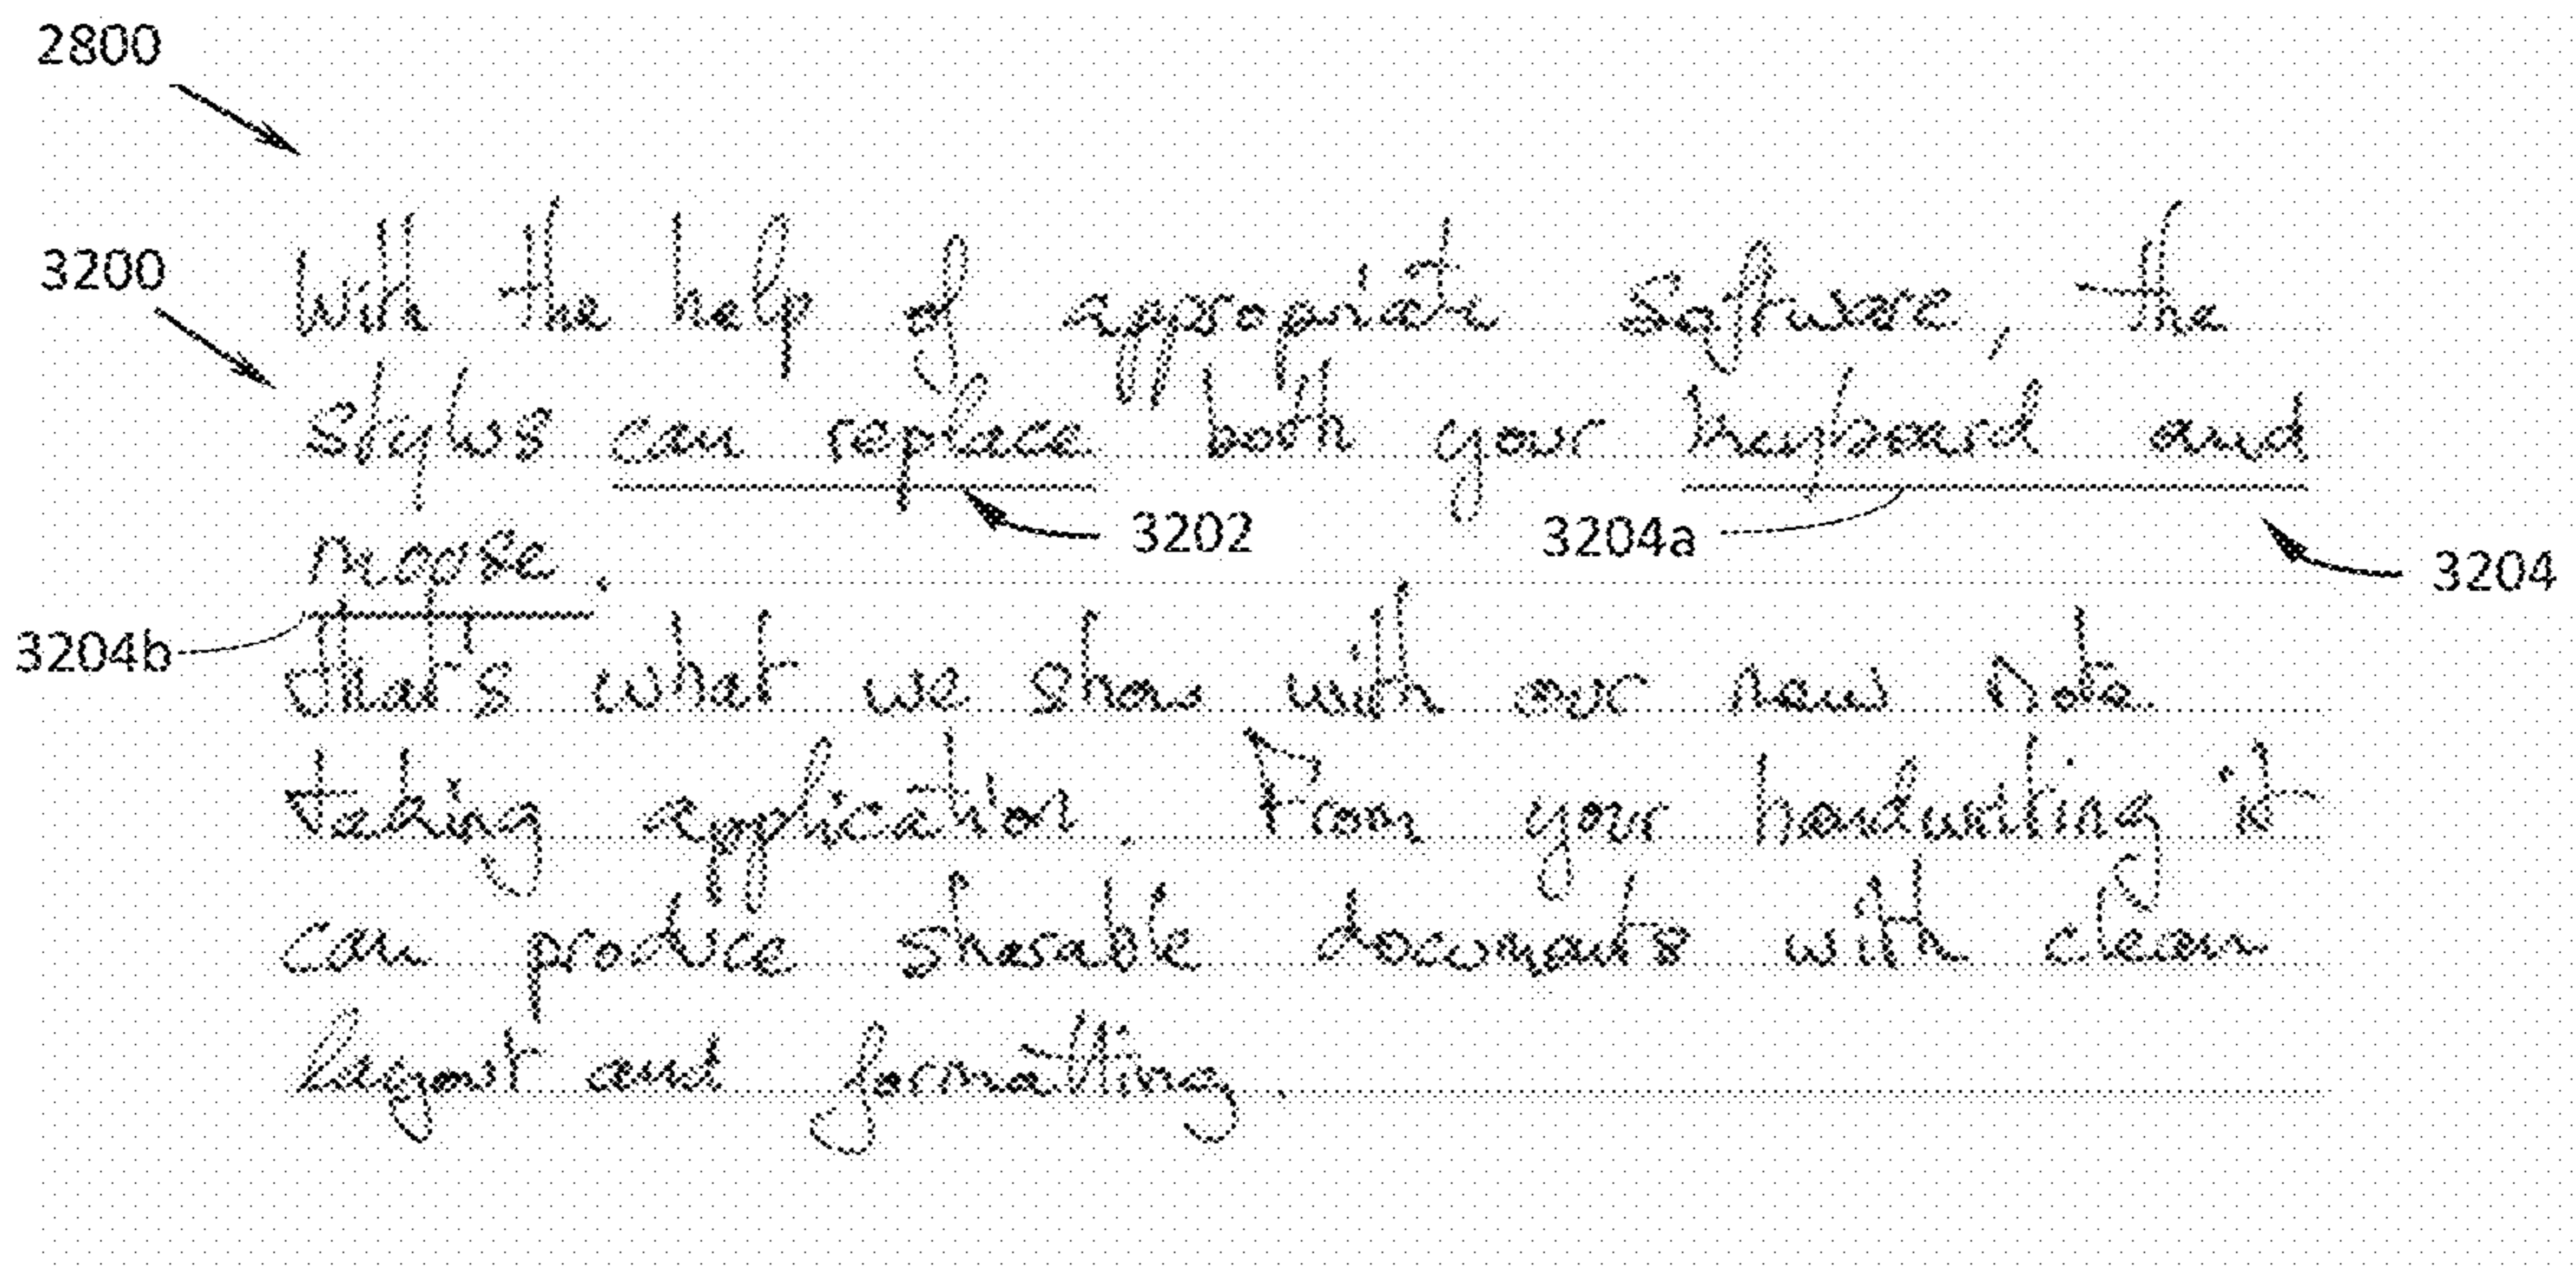 2800
With the help of appropriate software, the
3200
stylus can replace both your keyboard and
3202
3204a
3204
moose.
3204b
that's what we show with our new Note
taking application. From your handwriting it
can produce sharable documents with clean
layout and formatting.